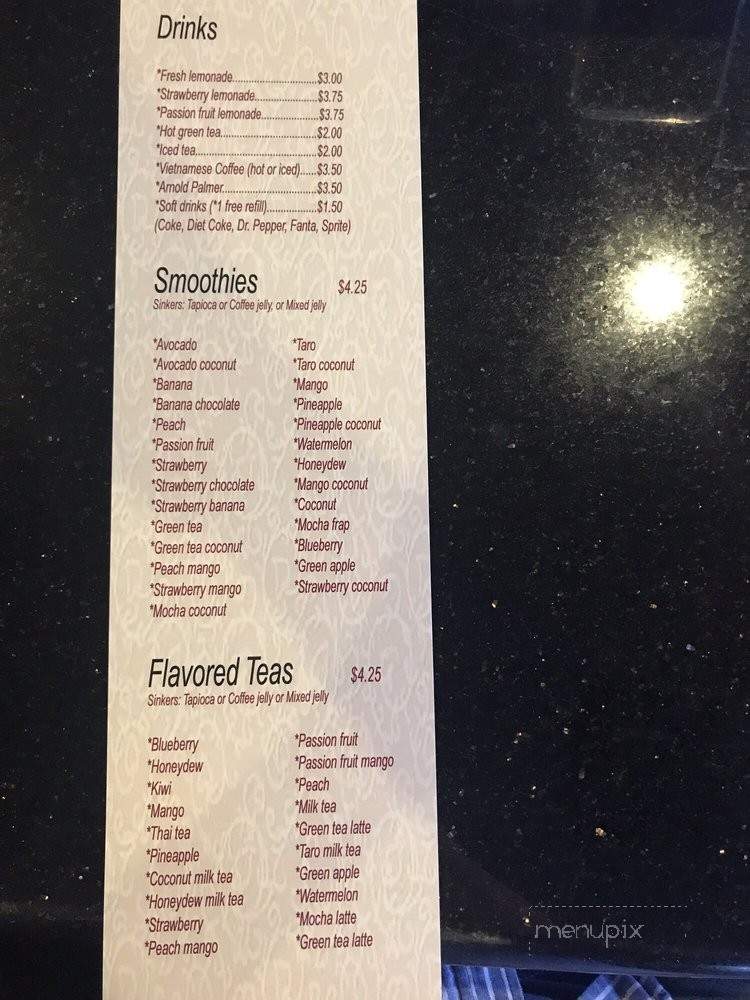 Drinks
*Fresh lemonade..........................$3.00
*Strawberry lemonade...................$3.75
*Passion fruit lemonade.................$3.75
*Hot green tea.............................$2.00
*Iced tea.....................................$2.00
*Vietnamese Coffee (hot or iced).....$3.50
*Arnold Palmer.............................$3.50
*Soft drinks (*1 free refill).................$1.50
(Coke, Diet Coke, Dr. Pepper, Fanta, Sprite)
Smoothies $4.25
Sinkers: Tapioca or Coffee jelly, or Mixed jelly
*Avocado
*Avocado coconut
*Banana
*Banana chocolate
*Peach
*Passion fruit
*Strawberry
*Strawberry chocolate
*Strawberry banana
*Green tea
*Green tea coconut
*Peach mango
*Strawberry mango
*Mocha coconut
*Taro
*Taro coconut
*Mango
*Pineapple
*Pineapple coconut
*Watermelon
*Honeydew
*Mango coconut
*Coconut
*Mocha frap
*Blueberry
*Green apple
*Strawberry coconut
Flavored Teas $4.25
Sinkers: Tapioca or Coffee jelly or Mixed jelly
*Blueberry
*Honeydew
*Kiwi
*Mango
*Thai tea
*Pineapple
*Coconut milk tea
*Honeydew milk tea
*Strawberry
*Peach mango
*Passion fruit
*Passion fruit mango
*Peach
*Milk tea
*Green tea latte
*Taro milk tea
*Green apple
*Watermelon
*Mocha latte
*Green tea latte
menupix